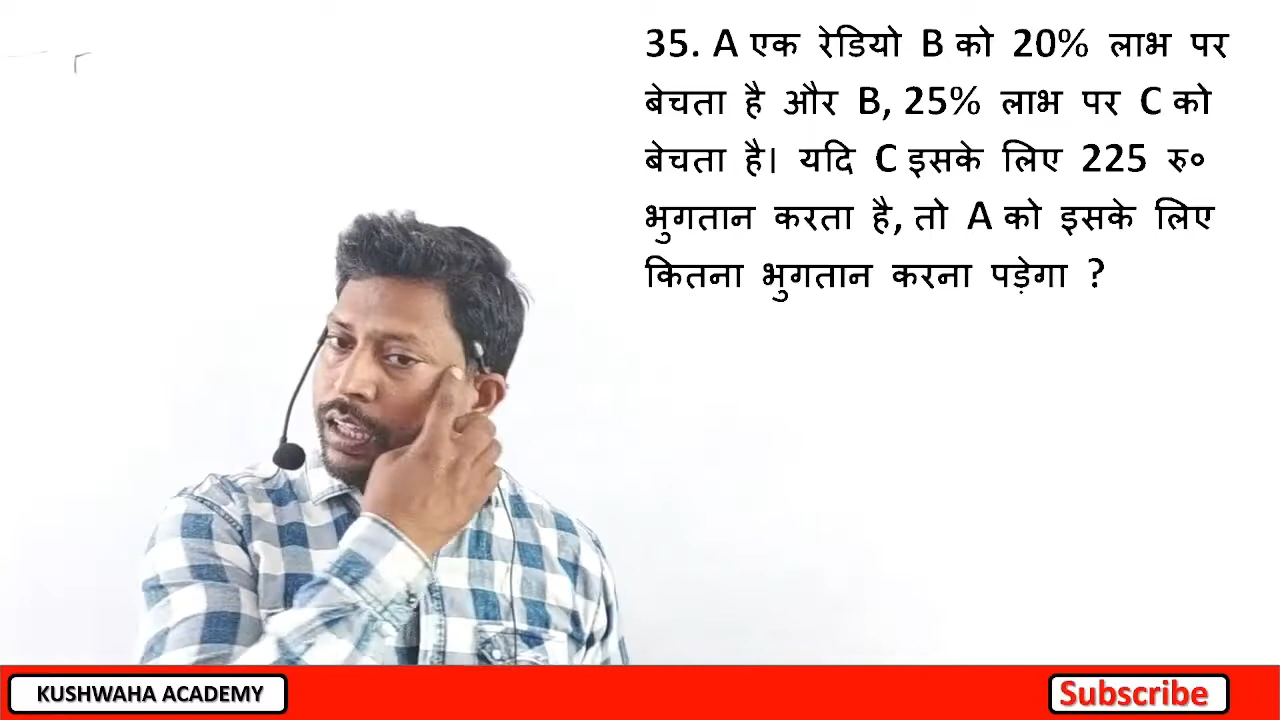 35. A एक रेडियो B को 20% लाभ पर
बेचता है और B, 25% लाभ पर C को
बेचता है। यदि C इसके लिए 225 रु०
भुगतान करता है, तो A को इसके लिए
कितना भुगतान करना पड़ेगा ?
KUSHWAHA ACADEMY
Subscribe